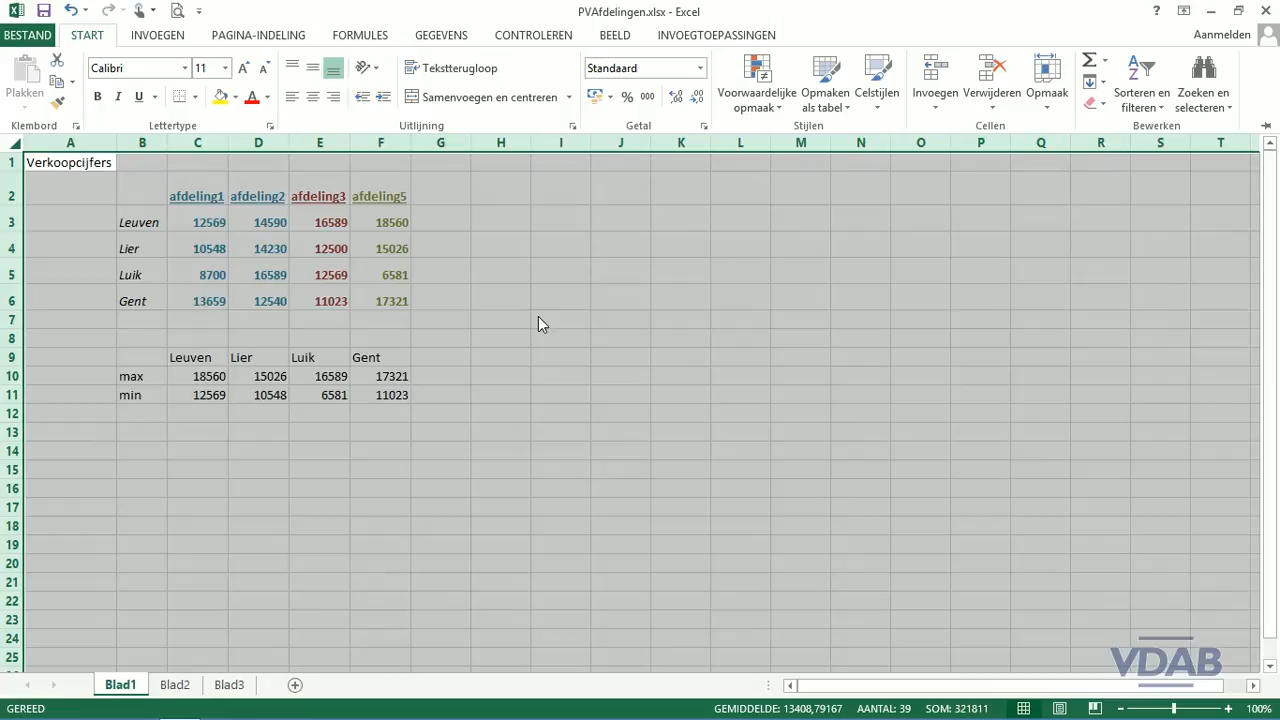 PVAfdelingen.xlsx - Excel
BESTAND START INVOEGEN PAGINA-INDELING FORMULES GEGEVENS CONTROLEREN BEELD INVOEGTOEPASSINGEN Aanmelden
Plakken
Klembord
Calibri 11
B I U
Lettertype
Tekstterugloop
Samenvoegen en centreren
Uitlijning
Standaard
% 000
Getal
Voorwaardelijke opmaak
Opmaken als tabel
Celstijlen
Stijlen
Invoegen
Verwijderen
Opmaak
Cellen
Sorteren en filteren
Zoeken en selecteren
Bewerken
A B C D E F G H I J K L M N O P Q R S T
1 Verkoopcijfers
2 afdeling1 afdeling2 afdeling3 afdeling5
3 Leuven 12569 14590 16589 18560
4 Lier 10548 14230 12500 15026
5 Luik 8700 16589 12569 6581
6 Gent 13659 12540 11023 17321
7
8
9 Leuven Lier Luik Gent
10 max 18560 15026 16589 17321
11 min 12569 10548 6581 11023
12
13
14
15
16
17
18
19
20
21
22
23
24
25
VDAB
Blad1 Blad2 Blad3
GEREED GEMIDDELDE: 13408,79167 AANTAL: 39 SOM: 321811 100%